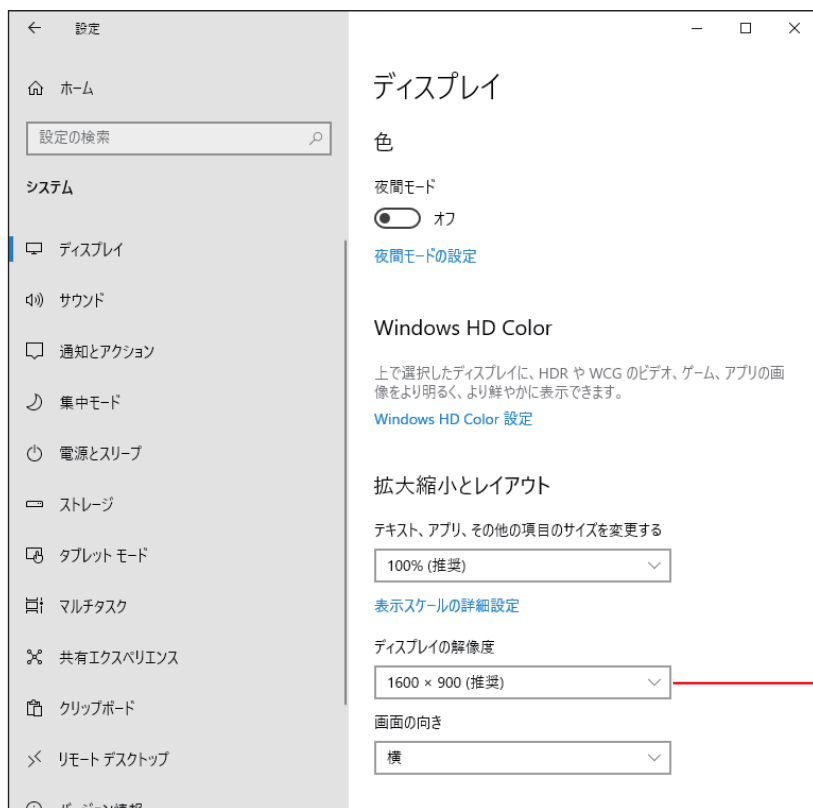 設定
ホーム
設定の検索
システム
ディスプレイ
サウンド
通知とアクション
集中モード
電源とスリープ
ストレージ
タブレット モード
マルチタスク
共有エクスペリエンス
クリップボード
リモート デスクトップ
バージョン情報
ディスプレイ
色
夜間モード
オフ
夜間モードの設定
Windows HD Color
上で選択したディスプレイに、HDR や WCG のビデオ、ゲーム、アプリの画
像をより明るく、より鮮やかに表示できます。
Windows HD Color 設定
拡大縮小とレイアウト
テキスト、アプリ、その他の項目のサイズを変更する
100% (推奨)
表示スケールの詳細設定
ディスプレイの解像度
1600 × 900 (推奨)
画面の向き
横